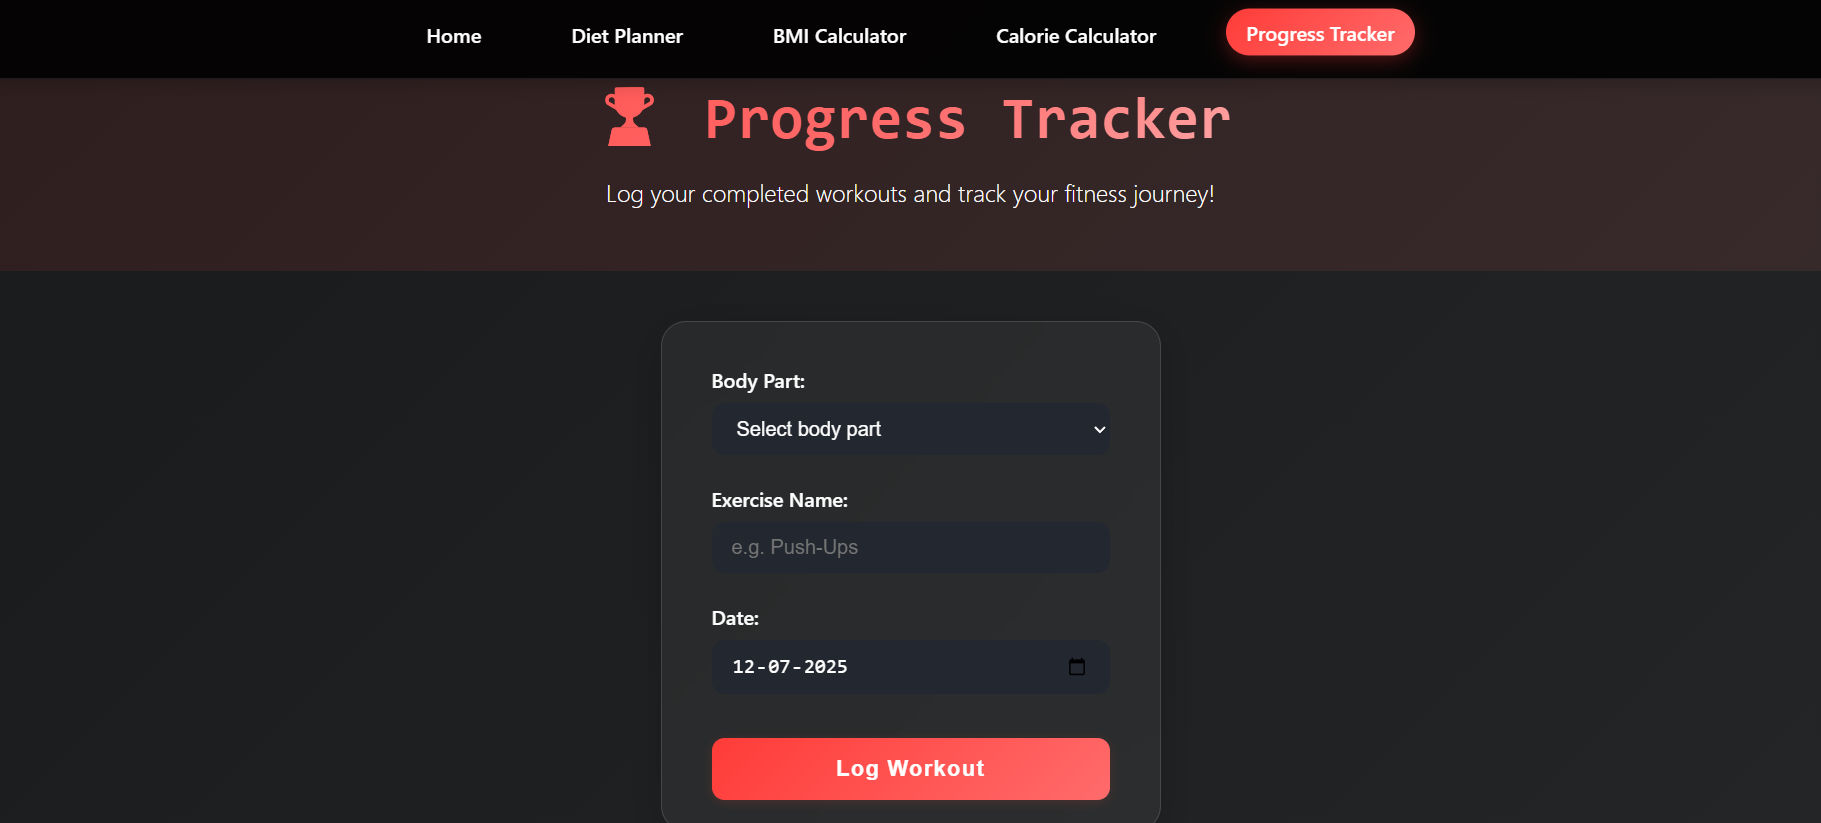 Home Diet Planner BMI Calculator Calorie Calculator Progress Tracker
Progress Tracker
Log your completed workouts and track your fitness journey!
Body Part:
Select body part
Exercise Name:
e.g. Push-Ups
Date:
12-07-2025
Log Workout